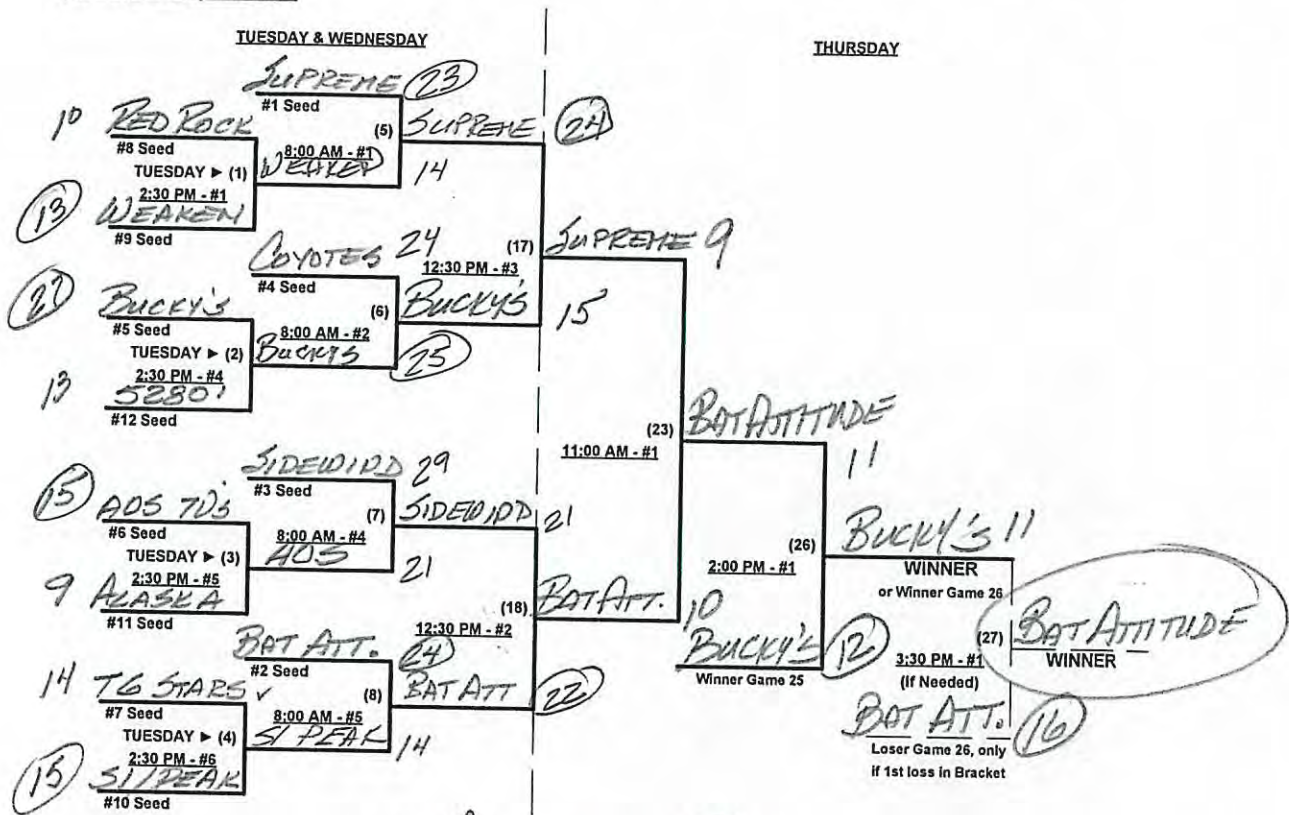 TUESDAY & WEDNESDAY
THURSDAY
SUPREME 23
#1 Seed
10 RED ROCK
#8 Seed
(5)
SUPREME 24
TUESDAY ► (1)
8:00 AM - #1
WEAKEN
14
2:30 PM - #1
13 WEAKEN
#9 Seed
COYOTES 24
#4 Seed
(17)
12:30 PM - #3
SUPREME 9
BUCKY'S
#5 Seed
(6)
BUCKY'S 15
TUESDAY ► (2)
8:00 AM - #2
BUCKYS
25
2:30 PM - #4
13 5280'
#12 Seed
(23)
11:00 AM - #1
BAT ATTITUDE
11
SIDEWIND 29
#3 Seed
15 AOS 70'S
#6 Seed
(7)
SIDEWIND 21
TUESDAY ► (3)
8:00 AM - #4
AOS
21
2:30 PM - #5
9 ALASKA
#11 Seed
(26)
2:00 PM - #1
BUCKY'S 11
WINNER
or Winner Game 26
(18)
12:30 PM - #2
BAT ATT.
10
BAT ATT.
24
#2 Seed
BUCKY'S 12
Winner Game 25
(27)
BAT ATTITUDE
WINNER
3:30 PM - #1
(If Needed)
14 TG STARS
#7 Seed
(8)
BAT ATT 22
TUESDAY ► (4)
8:00 AM - #5
SI PEAK
14
2:30 PM - #6
15 SI/PEAK
#10 Seed
BAT ATT. 16
Loser Game 26, only
if 1st loss in Bracket